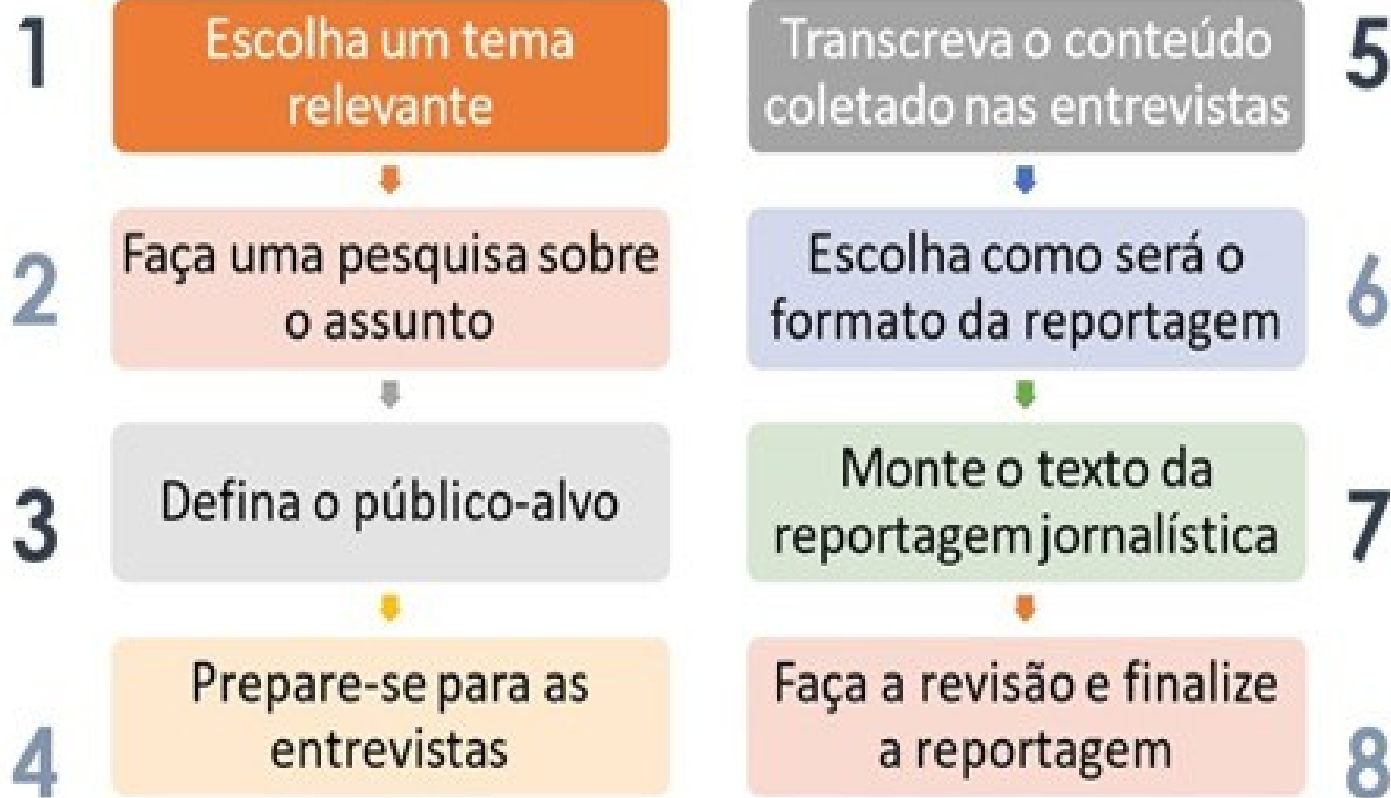 1
Escolha um tema
relevante
2
Faça uma pesquisa sobre
o assunto
3
Defina o público-alvo
4
Prepare-se para as
entrevistas
5
Transcreva o conteúdo
coletado nas entrevistas
6
Escolha como será o
formato da reportagem
7
Monte o texto da
reportagem jornalística
8
Faça a revisão e finalize
a reportagem